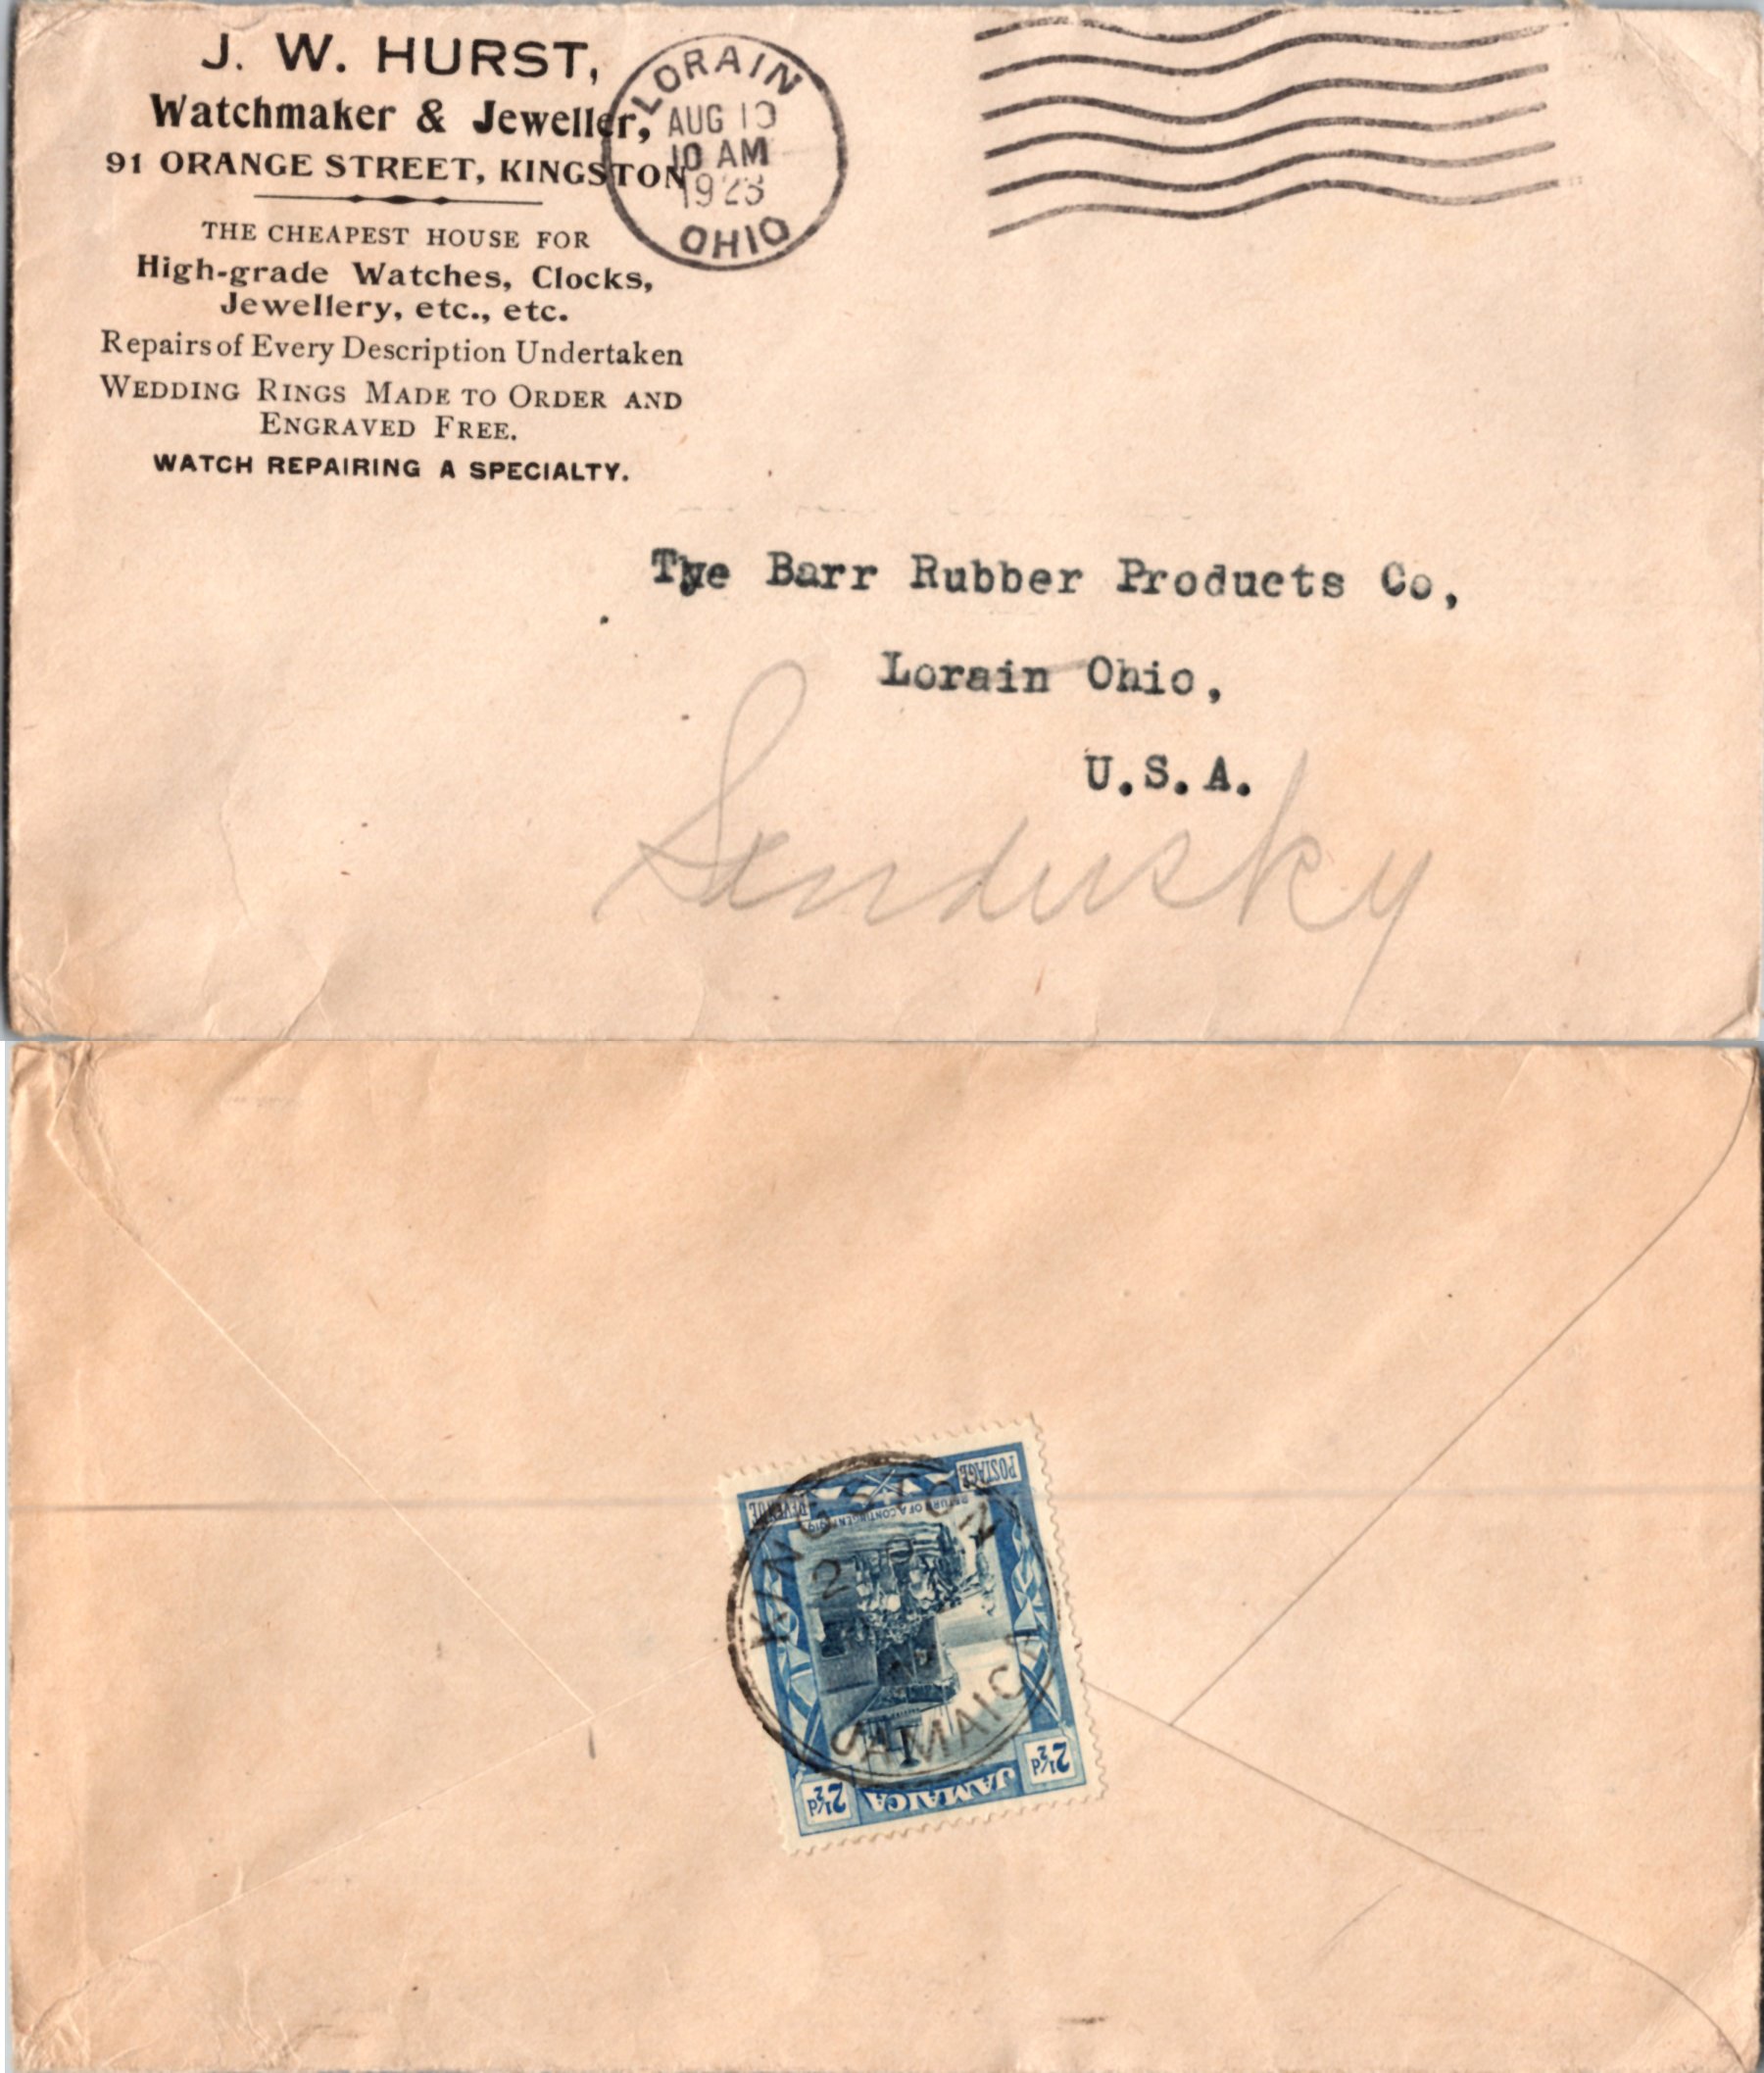 J. W. HURST,
Watchmaker & Jeweller,
91 ORANGE STREET, KINGSTON
THE CHEAPEST HOUSE FOR
High-grade Watches, Clocks,
Jewellery, etc., etc.
Repairs of Every Description Undertaken
WEDDING RINGS MADE TO ORDER AND
ENGRAVED FREE.
WATCH REPAIRING A SPECIALTY.
LORAIN
AUG 10
10 AM
1923
OHIO
The Barr Rubber Products Co,
Lorain Ohio,
U.S.A.
Sandusky
KINGSTON
JAMAICA
JAMAICA
2½d
2½d
POSTAGE
REVENUE